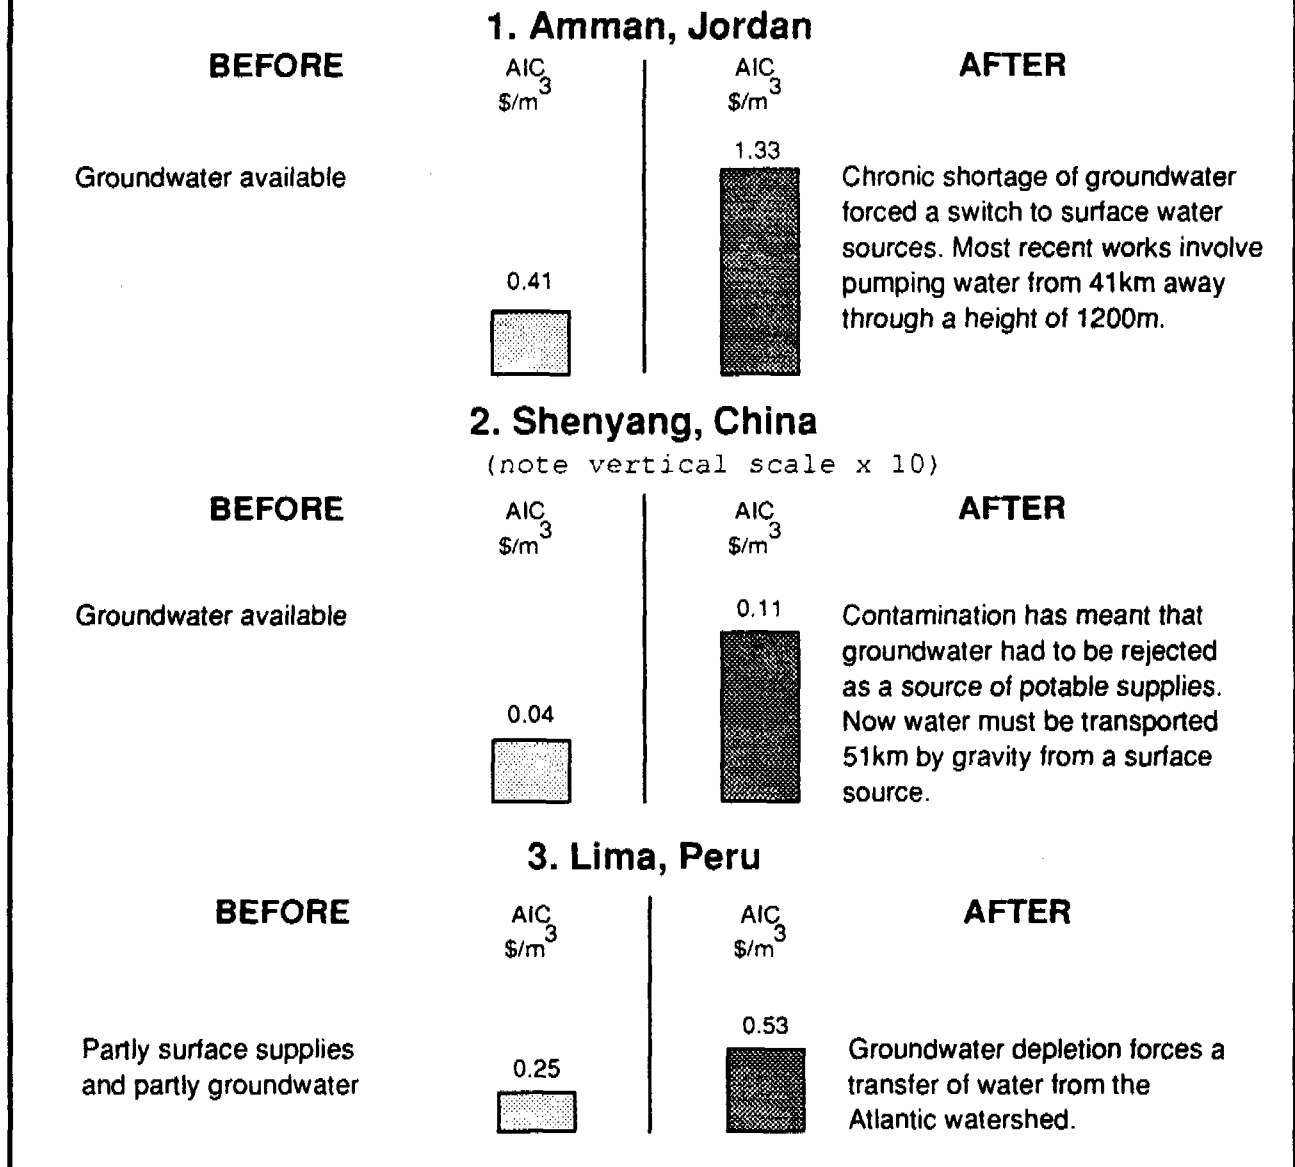 1. Amman, Jordan
BEFORE
AIC
$/m3
AIC
$/m3
AFTER
Groundwater available
0.41
1.33
Chronic shortage of groundwater
forced a switch to surface water
sources. Most recent works involve
pumping water from 41km away
through a height of 1200m.
2. Shenyang, China
(note vertical scale x 10)
BEFORE
AIC
$/m3
AIC
$/m3
AFTER
Groundwater available
0.04
0.11
Contamination has meant that
groundwater had to be rejected
as a source of potable supplies.
Now water must be transported
51km by gravity from a surface
source.
3. Lima, Peru
BEFORE
AIC
$/m3
AIC
$/m3
AFTER
Partly surface supplies
and partly groundwater
0.25
0.53
Groundwater depletion forces a
transfer of water from the
Atlantic watershed.